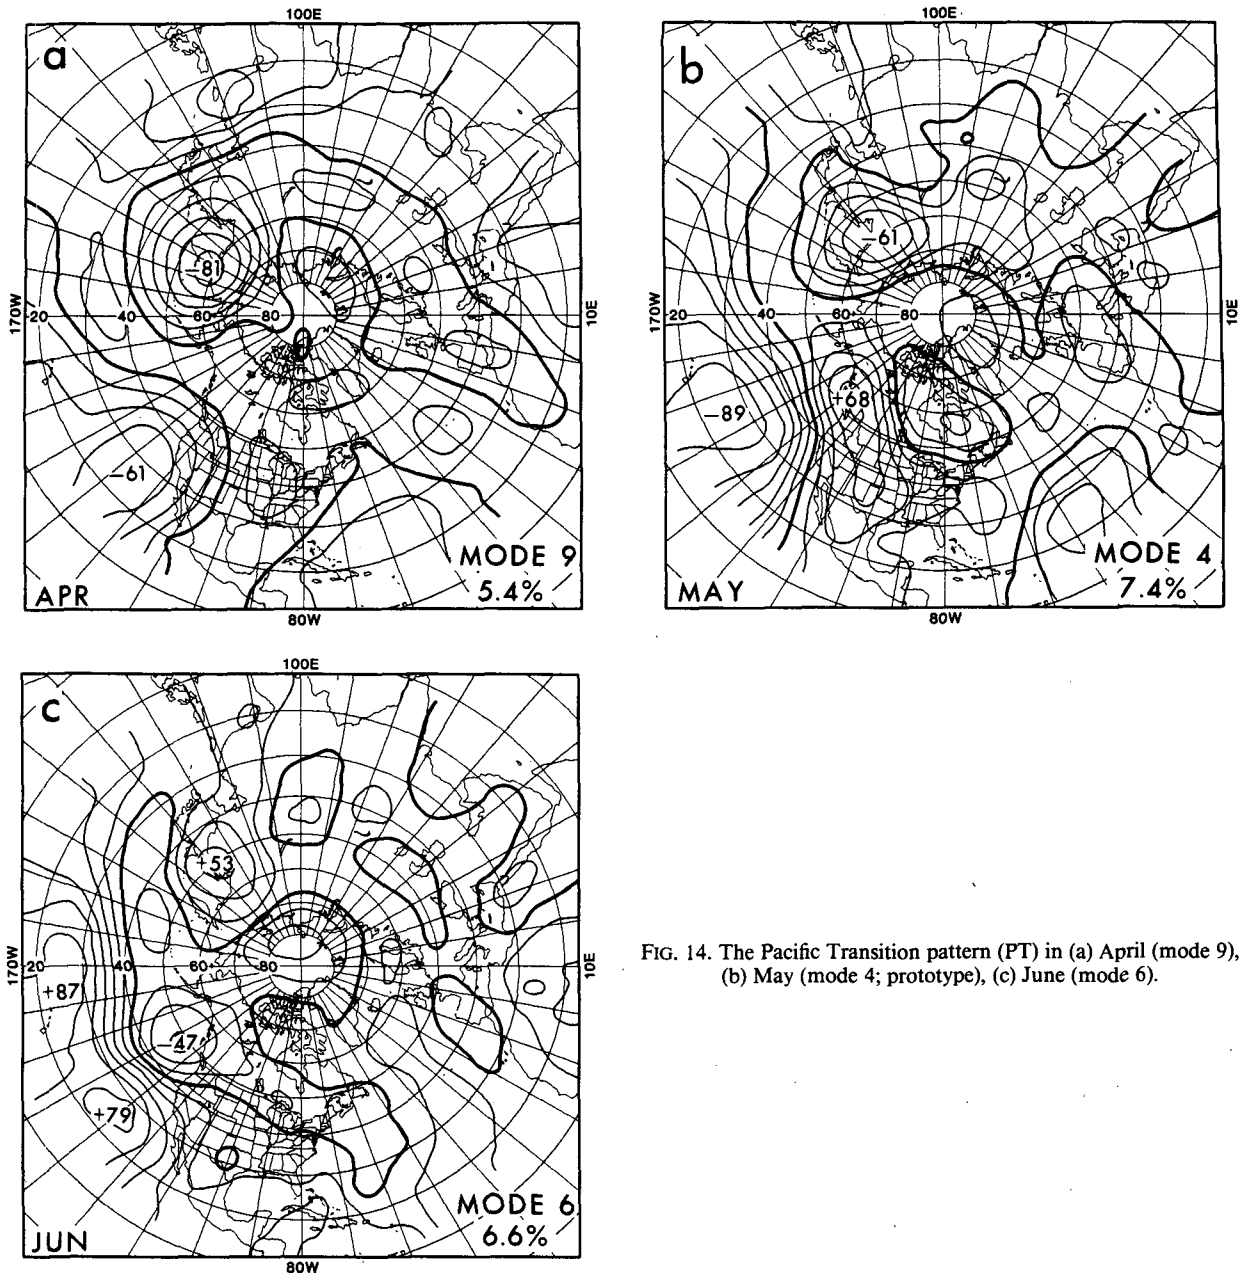 100E
a
170W
20
40
60
80
10E
-81
-61
MODE 9
5.4%
APR
80W
100E
b
170W
20
40
60
80
10E
-61
+68
-89
MODE 4
7.4%
MAY
80W
100E
c
170W
20
40
60
80
10E
+53
+87
-47
+79
MODE 6
6.6%
JUN
80W
FIG. 14. The Pacific Transition pattern (PT) in (a) April (mode 9),
(b) May (mode 4; prototype), (c) June (mode 6).